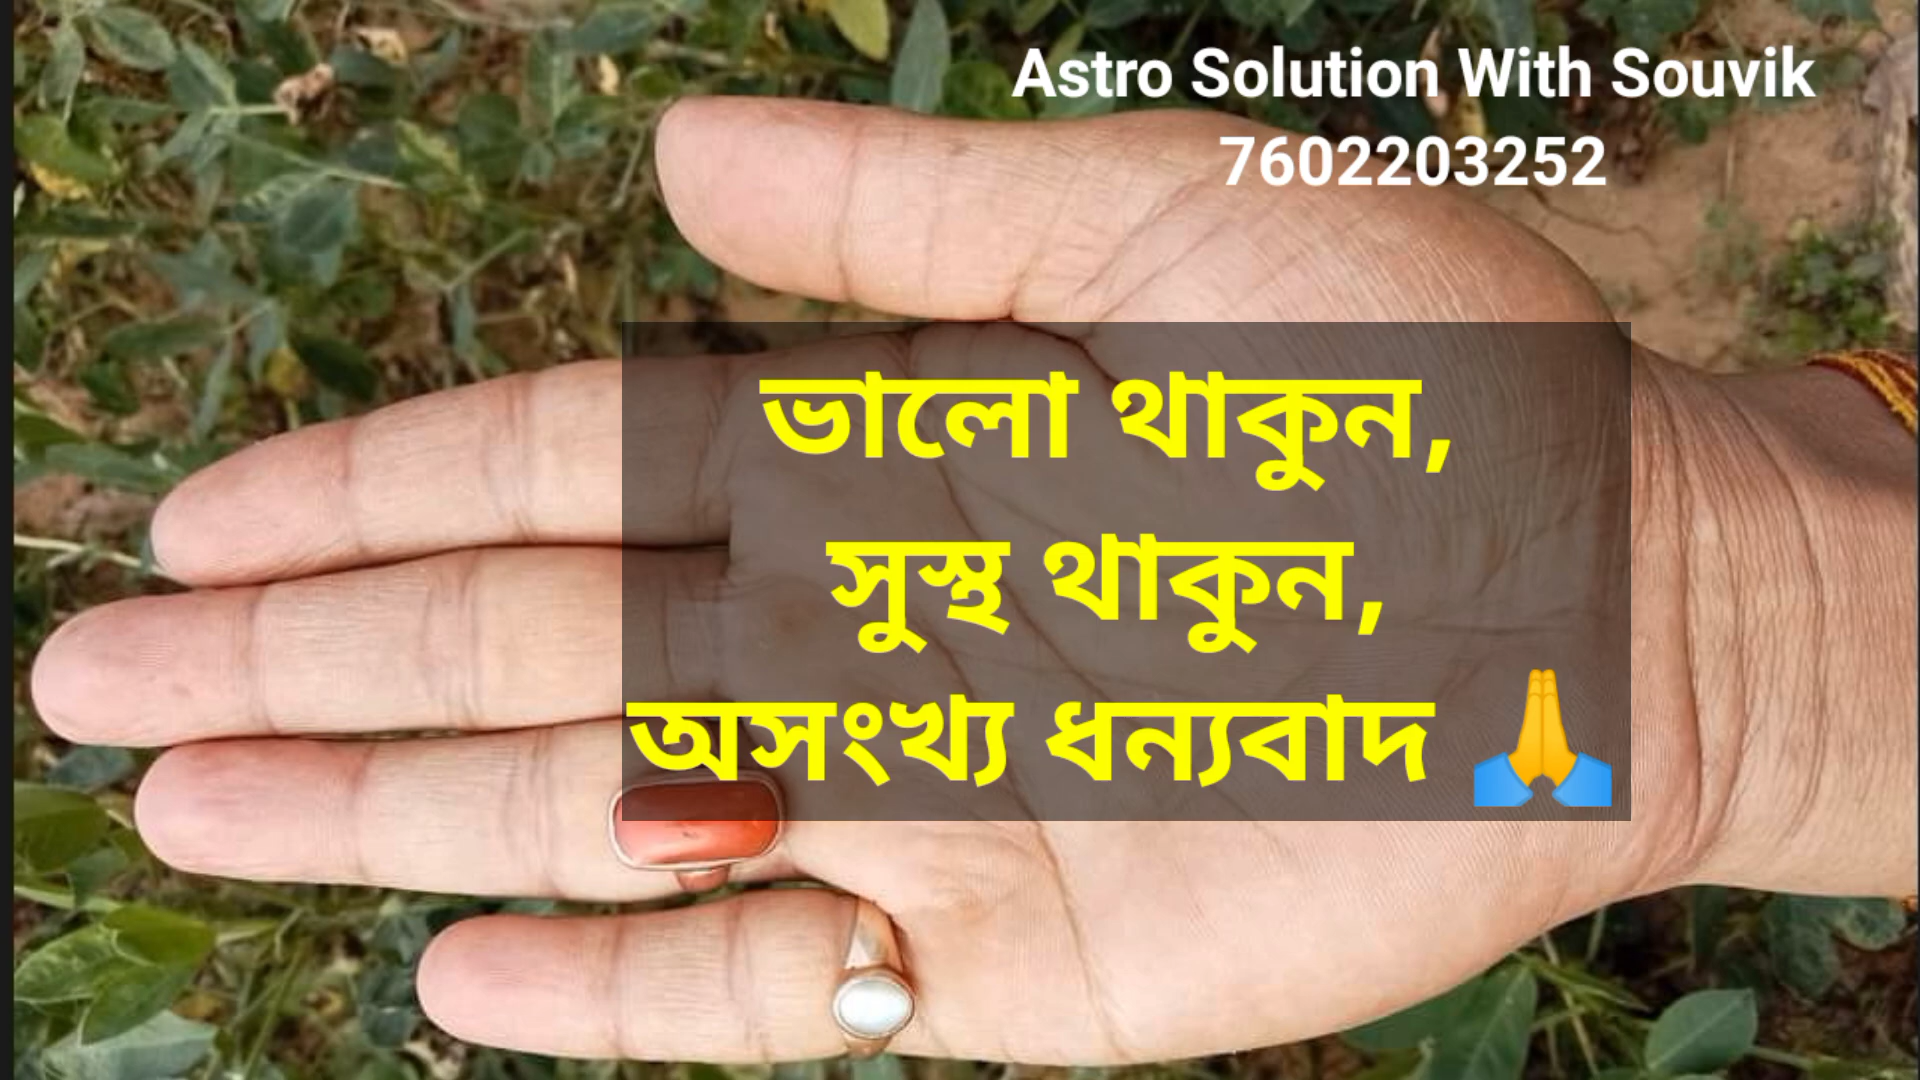 Astro Solution With Souvik
7602203252
ভালো থাকুন,
সুস্থ থাকুন,
অসংখ্য ধন্যবাদ 🙏